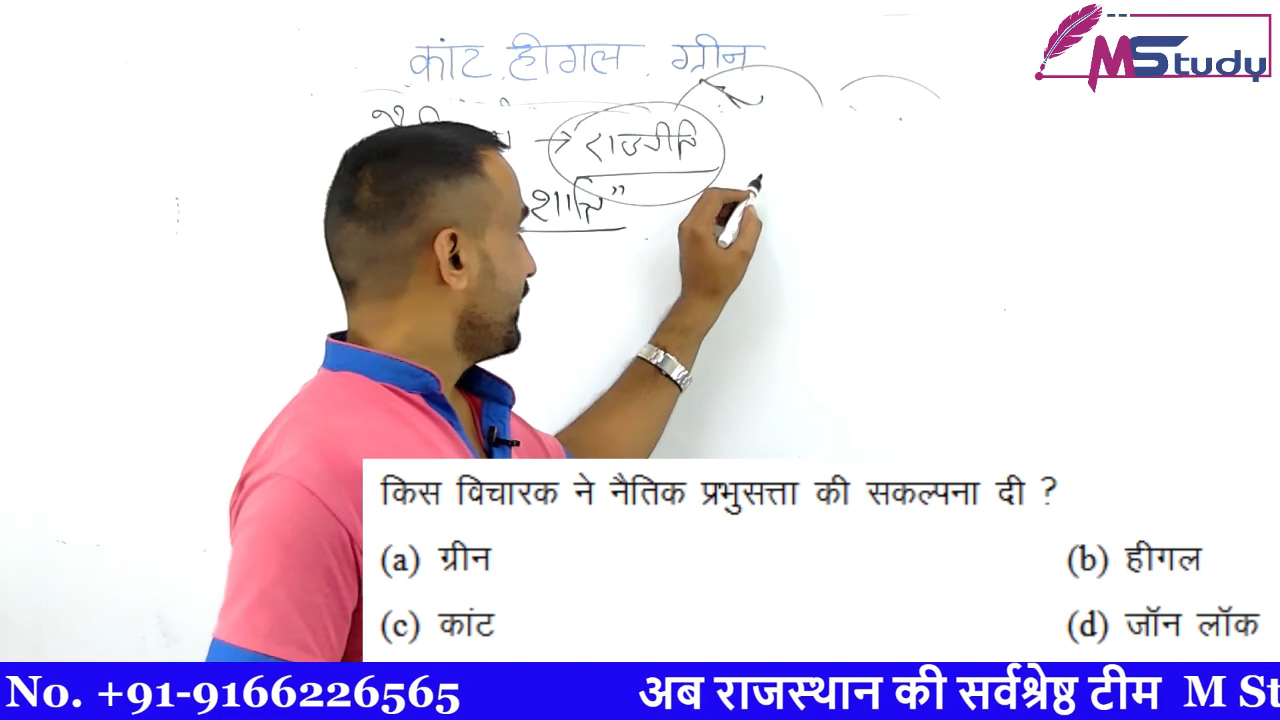 MStudy
कांट, हीगल, ग्रीन
→ राजनीति
शान्ति"
किस विचारक ने नैतिक प्रभुसत्ता की सकल्पना दी ?
(a) ग्रीन
(b) हीगल
(c) कांट
(d) जॉन लॉक
No. +91-9166226565
अब राजस्थान की सर्वश्रेष्ठ टीम M St